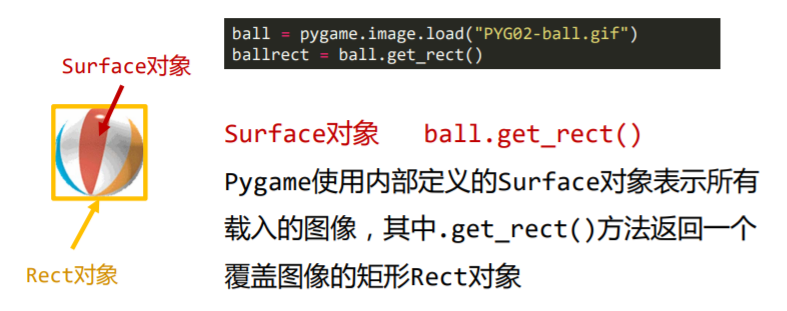 ball = pygame.image.load("PYG02-ball.gif")
ballrect = ball.get_rect()
Surface对象
Rect对象
Surface对象 ball.get_rect()
Pygame使用内部定义的Surface对象表示所有
载入的图像，其中.get_rect()方法返回一个
覆盖图像的矩形Rect对象